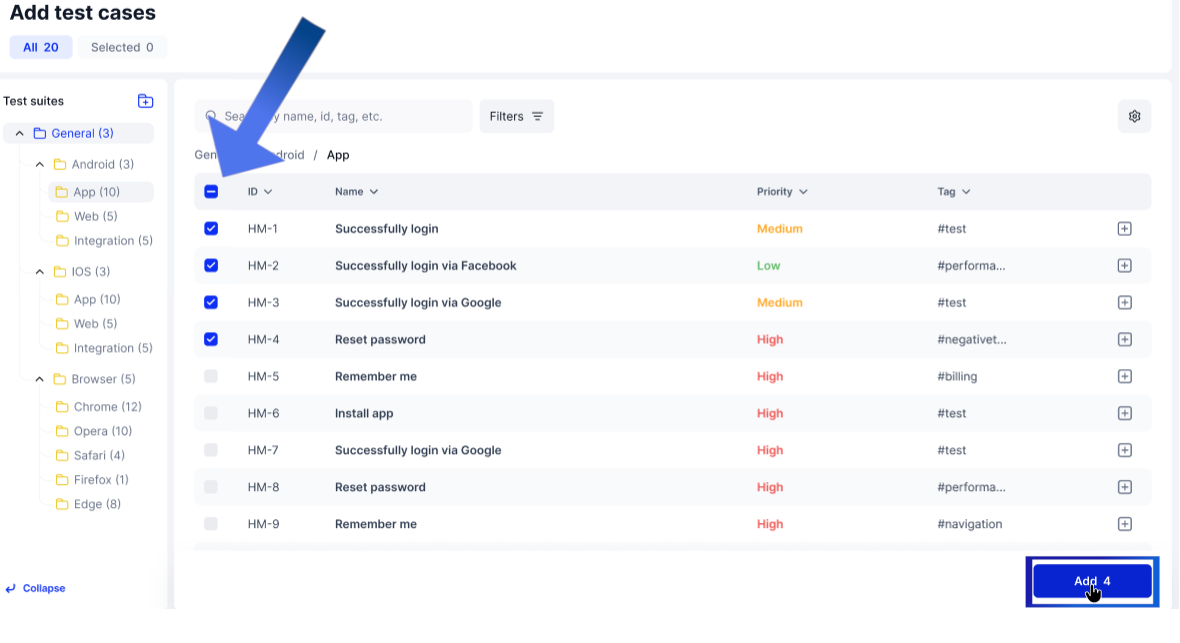 Add test cases
All 20
Selected 0
Test suites
General (3)
Android (3)
App (10)
Web (5)
Integration (5)
IOS (3)
App (10)
Web (5)
Integration (5)
Browser (5)
Chrome (12)
Opera (10)
Safari (4)
Firefox (1)
Edge (8)
Collapse
name, id, tag, etc.
Filters
/ App
ID Name Priority Tag
HM-1 Successfully login Medium #test
HM-2 Successfully login via Facebook Low #performa...
HM-3 Successfully login via Google Medium #test
HM-4 Reset password High #negativet...
HM-5 Remember me High #billing
HM-6 Install app High #test
HM-7 Successfully login via Google High #test
HM-8 Reset password High #performa...
HM-9 Remember me High #navigation
Add 4